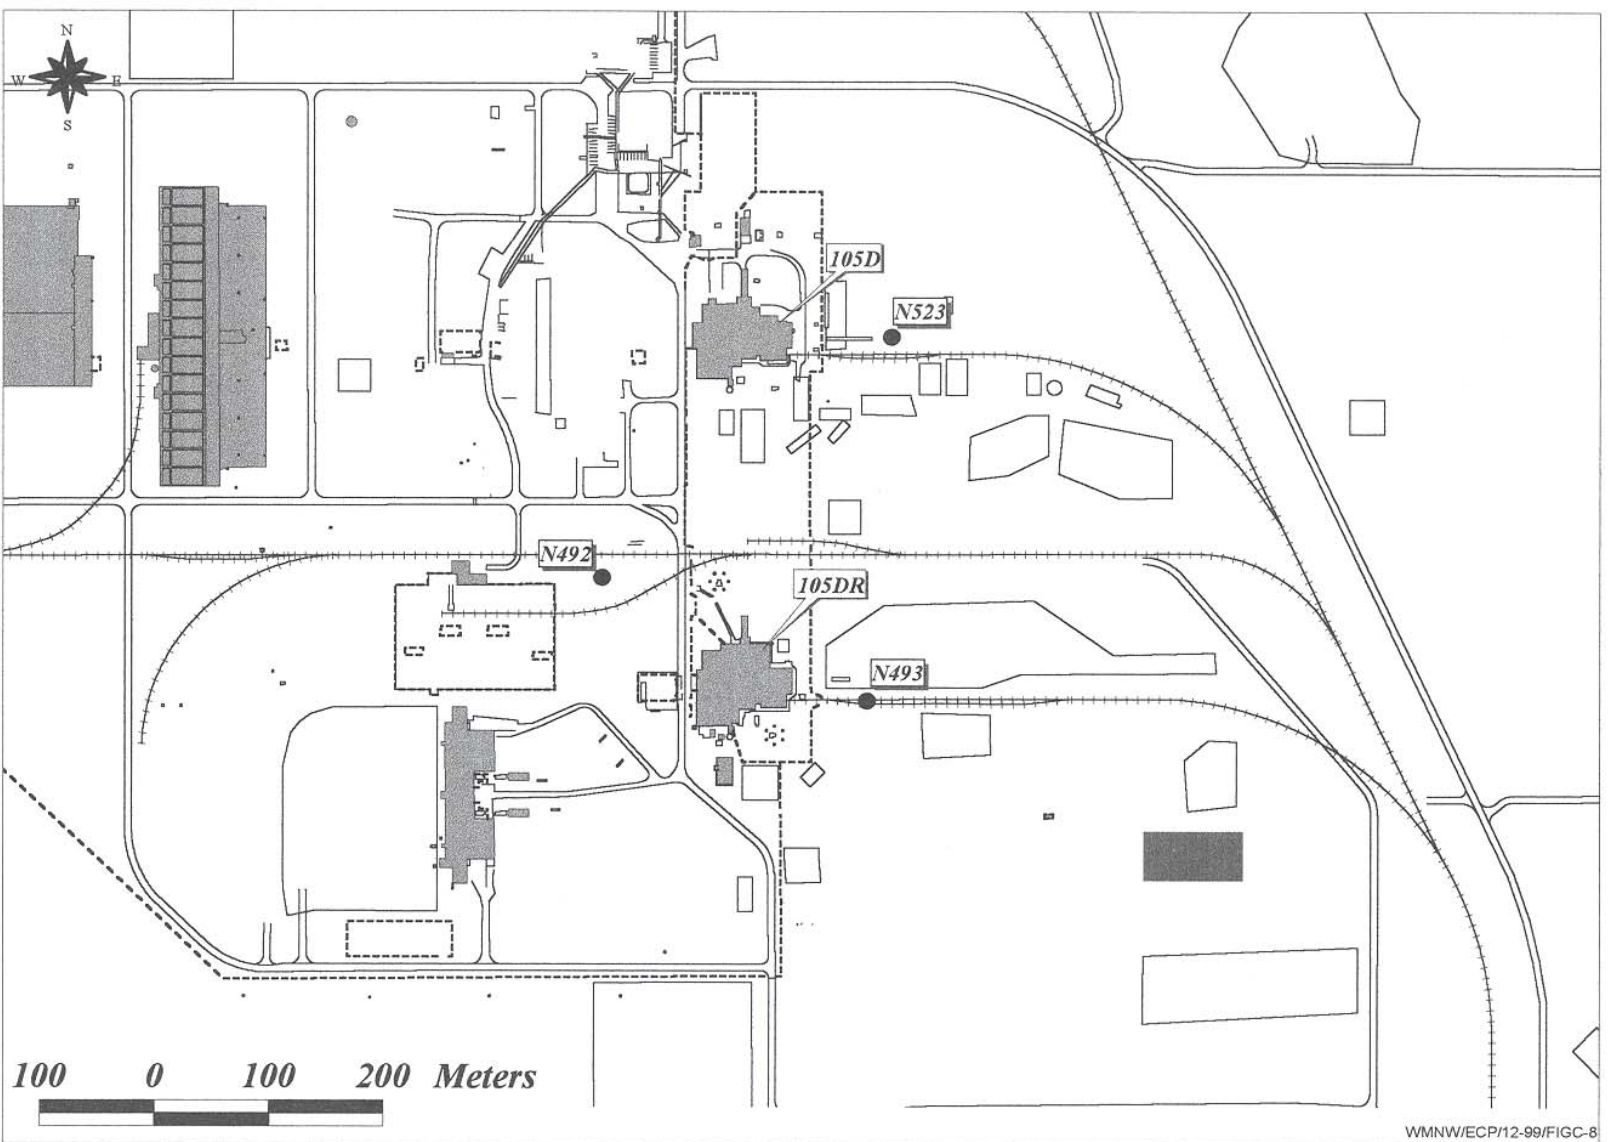 N
W E
S
105D
N523
N492
105DR
N493
100 0 100 200 Meters
WMNW/ECP/12-99/FIGC-8